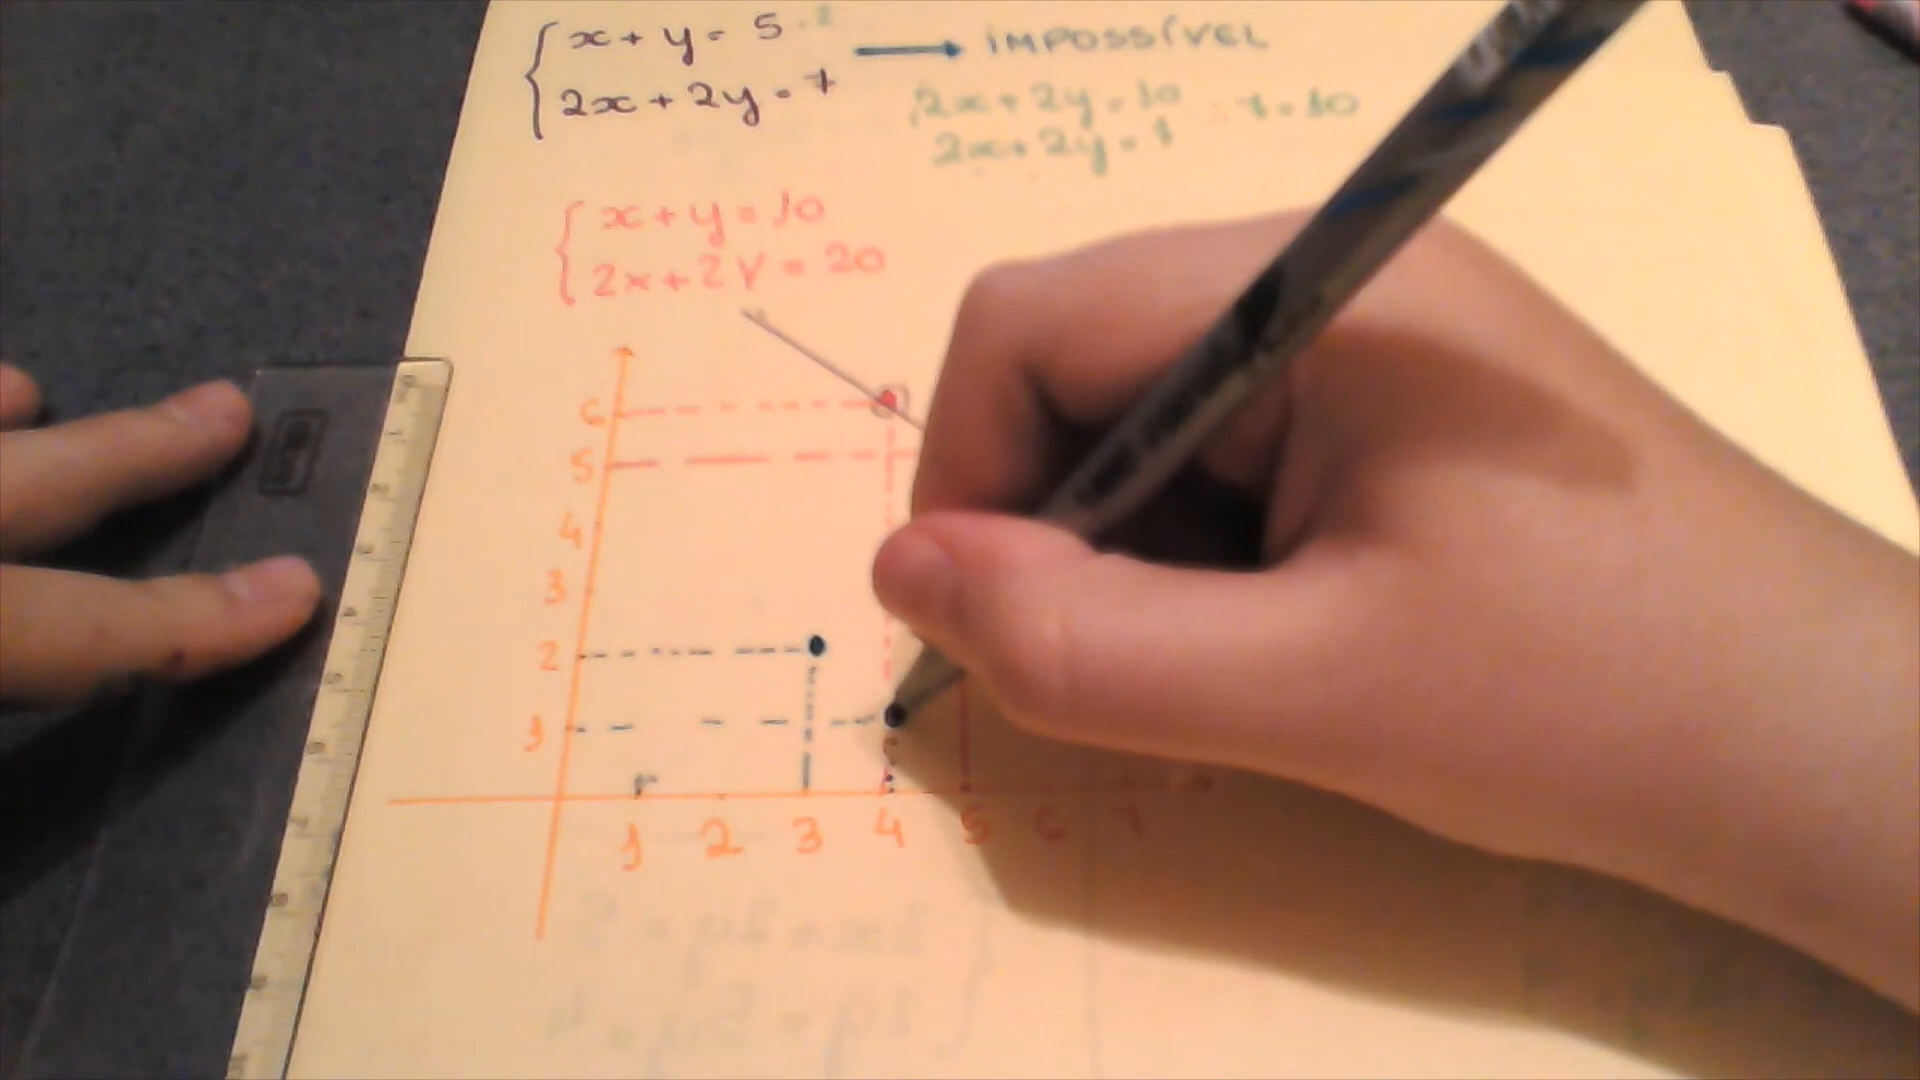 x + y = 5 .2
IMPOSSÍVEL
2x + 2y = 7
2x + 2y = 10 ∴ 7 = 10
2x + 2y = 7
x + y = 10
2x + 2y = 20
6
5
4
3
2
1
1 2 3 4 5 6 7